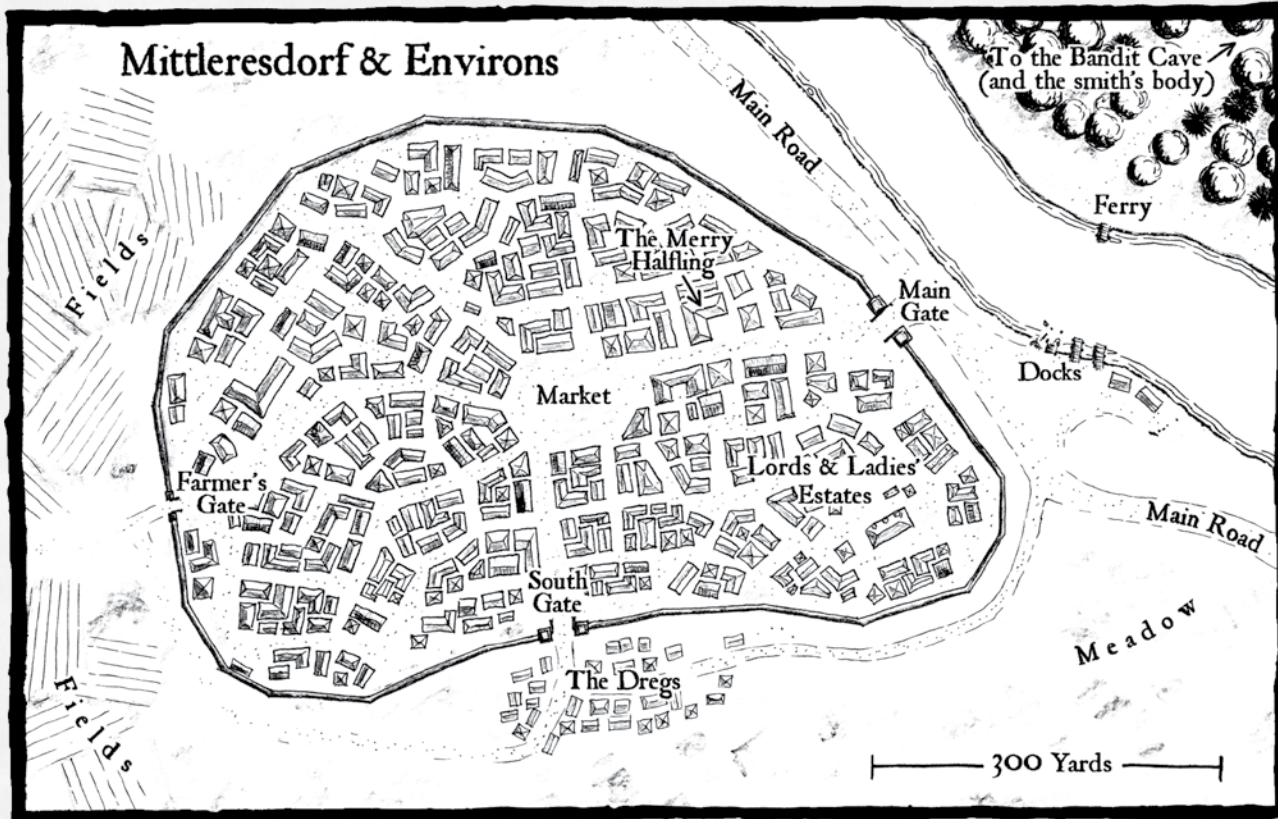 Mittleresdorf & Environs
To the Bandit Cave
(and the smith's body)
Main Road
Ferry
Fields
The Merry
Halfling
Main
Gate
Docks
Market
Lords & Ladies'
Estates
Farmer's
Gate
Main Road
South
Gate
Meadow
The Dregs
Fields
300 Yards